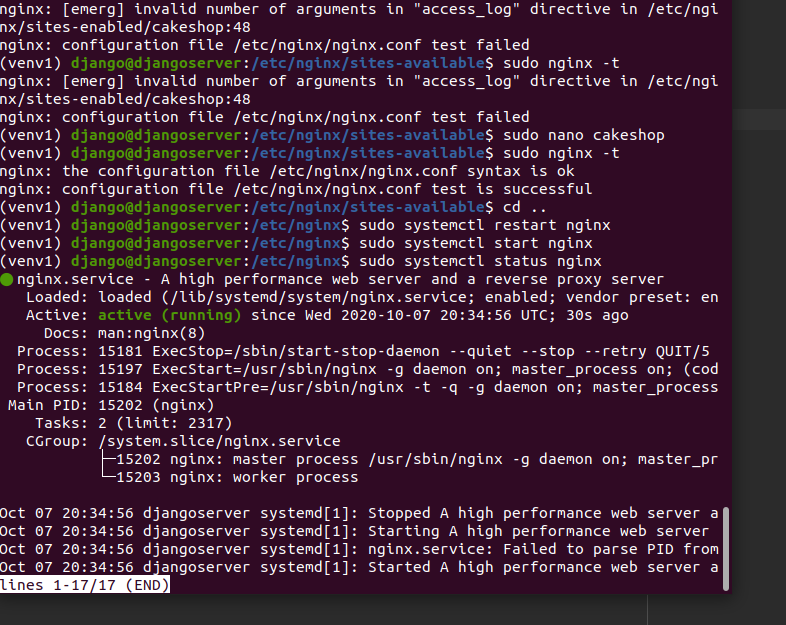 nginx: [emerg] invalid number of arguments in "access_log" directive in /etc/ngi
nx/sites-enabled/cakeshop:48
nginx: configuration file /etc/nginx/nginx.conf test failed
(venv1) django@djangoserver:/etc/nginx/sites-available$ sudo nginx -t
nginx: [emerg] invalid number of arguments in "access_log" directive in /etc/ngi
nx/sites-enabled/cakeshop:48
nginx: configuration file /etc/nginx/nginx.conf test failed
(venv1) django@djangoserver:/etc/nginx/sites-available$ sudo nano cakeshop
(venv1) django@djangoserver:/etc/nginx/sites-available$ sudo nginx -t
nginx: the configuration file /etc/nginx/nginx.conf syntax is ok
nginx: configuration file /etc/nginx/nginx.conf test is successful
(venv1) django@djangoserver:/etc/nginx/sites-available$ cd ..
(venv1) django@djangoserver:/etc/nginx$ sudo systemctl restart nginx
(venv1) django@djangoserver:/etc/nginx$ sudo systemctl start nginx
(venv1) django@djangoserver:/etc/nginx$ sudo systemctl status nginx
● nginx.service - A high performance web server and a reverse proxy server
   Loaded: loaded (/lib/systemd/system/nginx.service; enabled; vendor preset: en
   Active: active (running) since Wed 2020-10-07 20:34:56 UTC; 30s ago
     Docs: man:nginx(8)
  Process: 15181 ExecStop=/sbin/start-stop-daemon --quiet --stop --retry QUIT/5
  Process: 15197 ExecStart=/usr/sbin/nginx -g daemon on; master_process on; (cod
  Process: 15184 ExecStartPre=/usr/sbin/nginx -t -q -g daemon on; master_process
 Main PID: 15202 (nginx)
    Tasks: 2 (limit: 2317)
   CGroup: /system.slice/nginx.service
           ├─15202 nginx: master process /usr/sbin/nginx -g daemon on; master_pr
           └─15203 nginx: worker process
Oct 07 20:34:56 djangoserver systemd[1]: Stopped A high performance web server a
Oct 07 20:34:56 djangoserver systemd[1]: Starting A high performance web server
Oct 07 20:34:56 djangoserver systemd[1]: nginx.service: Failed to parse PID from
Oct 07 20:34:56 djangoserver systemd[1]: Started A high performance web server a
lines 1-17/17 (END)